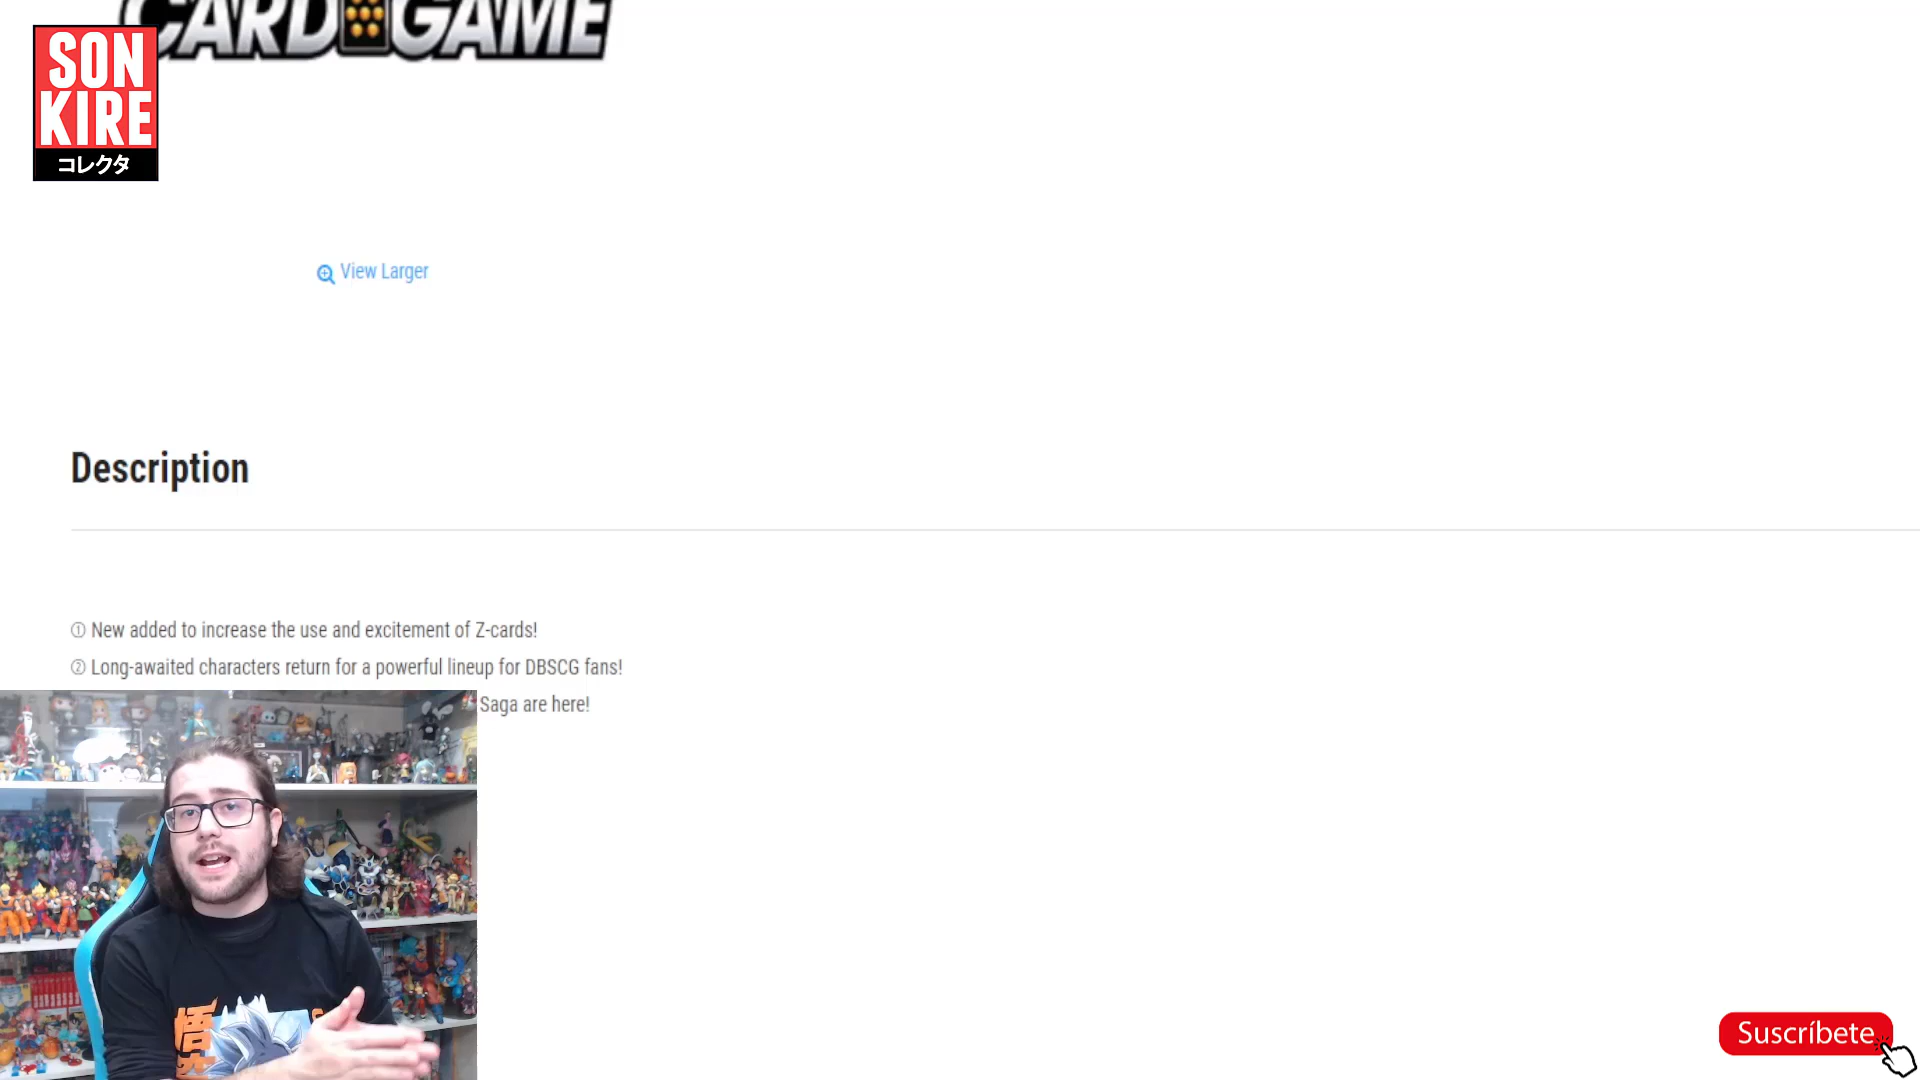 CARD GAME
SON
KIRE
コレクタ
View Larger
Description
① New added to increase the use and excitement of Z-cards!
② Long-awaited characters return for a powerful lineup for DBSCG fans!
Saga are here!
悟
Suscríbete